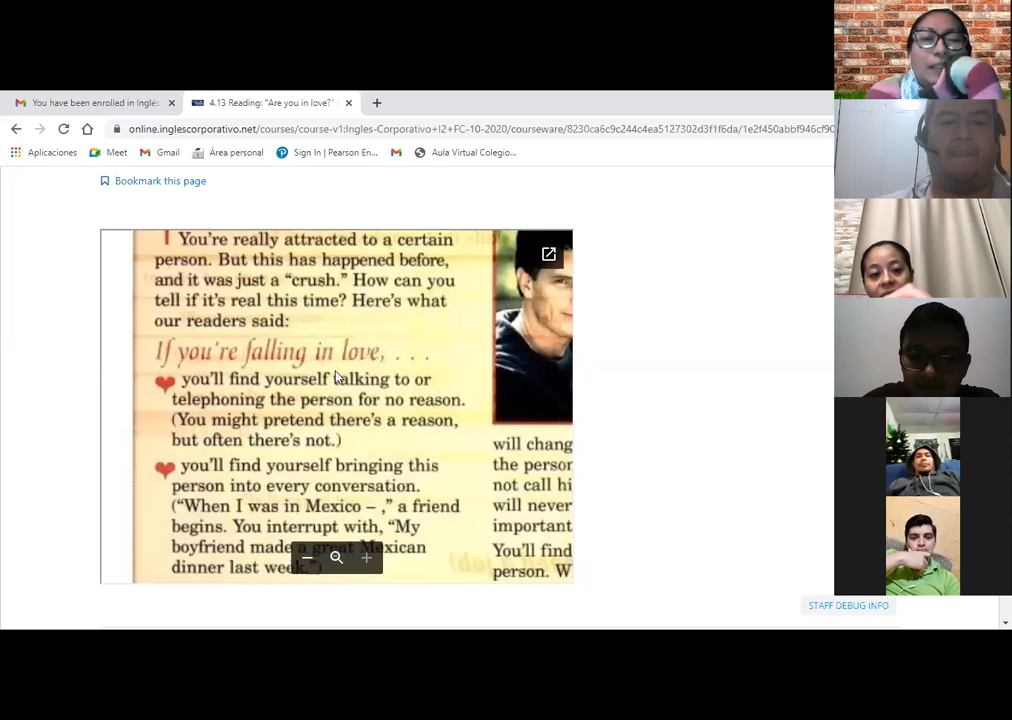 You have been enrolled in Inglés
4.13 Reading: "Are you in love?"
online.inglescorporativo.net/courses/course-v1:Ingles-Corporativo+I2+FC-10-2020/courseware/8230ca6c9c244c4ea5127302d3f1f6da/1e2f450abbf946cf90
Aplicaciones
Meet
Gmail
Área personal
Sign In | Pearson En...
Aula Virtual Colegio...
Bookmark this page
You're really attracted to a certain
person. But this has happened before,
and it was just a “crush.” How can you
tell if it's real this time? Here's what
our readers said:
If you're falling in love, . . .
you'll find yourself talking to or
telephoning the person for no reason.
(You might pretend there's a reason,
but often there's not.)
you'll find yourself bringing this
person into every conversation.
(“When I was in Mexico – ,” a friend
begins. You interrupt with, “My
boyfriend made a great Mexican
dinner last week.”)
will chang
the person
not call hi
will never
important
You'll find
person. W
STAFF DEBUG INFO